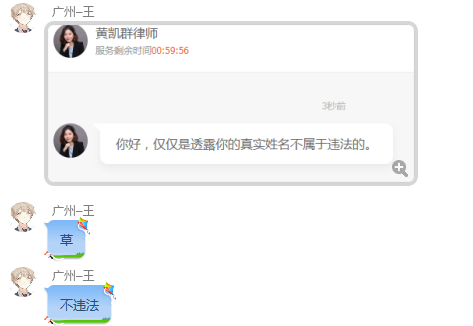 广州–王
黄凯群律师
服务剩余时间00:59:56
3秒前
你好，仅仅是透露你的真实姓名不属于违法的。
广州–王
草
广州–王
不违法